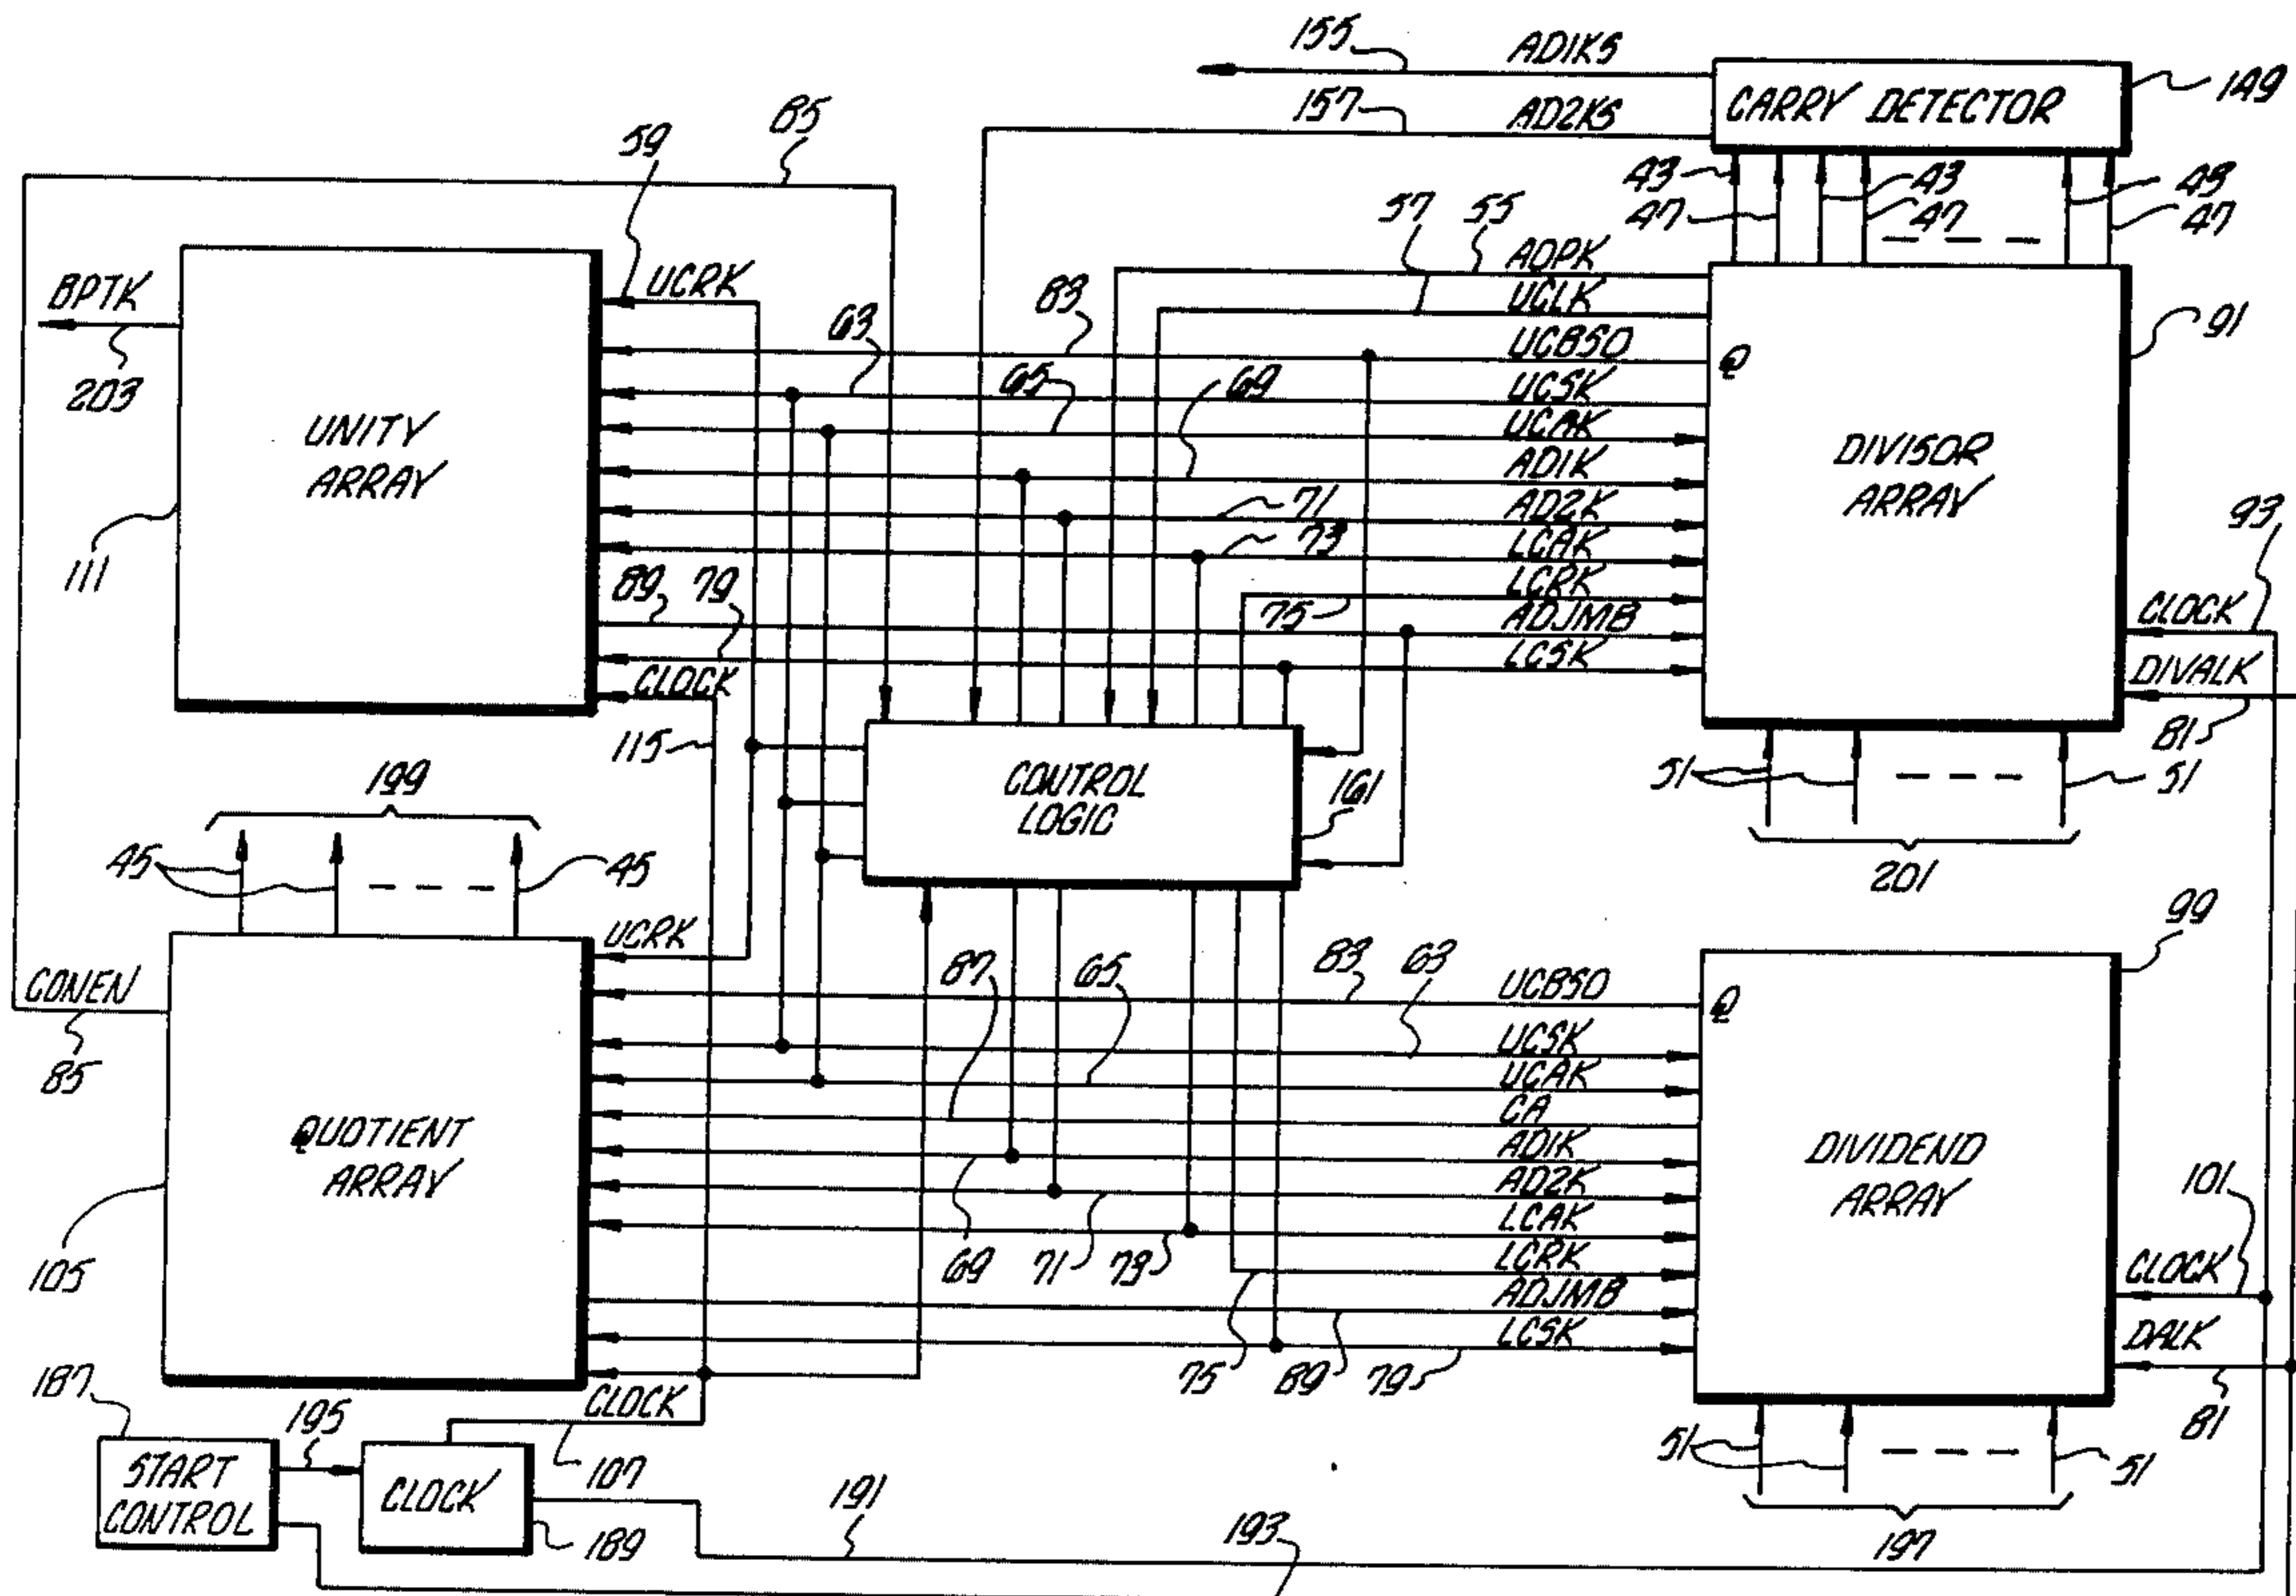 155
AD1KS
CARRY DETECTOR
149
157
AD2KS
85
59
43
47
43
47
43
47
57
55
ADPK
UCLK
UCRK
BPTK
203
83
63
65
69
UCBSO
Q
UCSK
UCAK
AD1K
71
AD2K
73
LCAK
LCRK
75
89
79
ADJMB
LCSK
CLOCK
UNITY
ARRAY
111
DIVISOR
ARRAY
91
93
CLOCK
DIVALK
81
115
CONTROL
LOGIC
161
51
51
201
199
45
45
UCRK
CONEN
85
87
65
83
63
UCBSO
Q
UCSK
UCAK
CA
AD1K
AD2K
LCAK
LCRK
ADJMB
LCSK
69
71
73
75
89
79
QUOTIENT
ARRAY
105
DIVIDEND
ARRAY
99
101
CLOCK
DALK
81
51
51
197
187
START
CONTROL
195
CLOCK
189
CLOCK
107
191
193